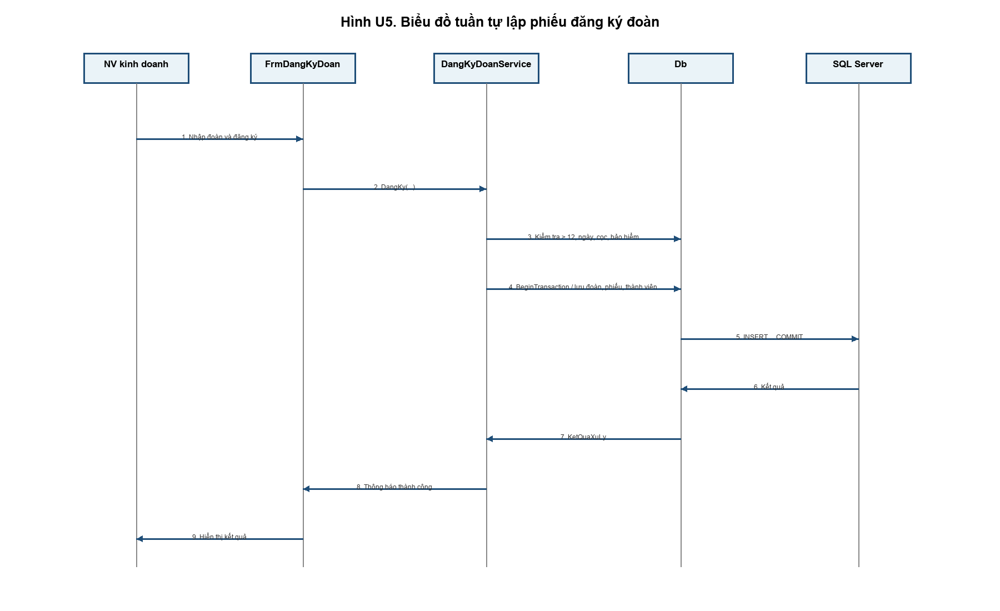 Hình U5. Biểu đồ tuần tự lập phiếu đăng ký đoàn
NV kinh doanh
FrmDangKyDoan
DangKyDoanService
Db
SQL Server
1. Nhập đoàn và đăng ký
2. DangKy(...)
3. Kiểm tra ≥ 12, ngày, cọc, bảo hiểm
4. BeginTransaction / lưu đoàn, phiếu, thành viên
5. INSERT ... COMMIT
6. Kết quả
7. KetQuaXuLy
8. Thông báo thành công
9. Hiển thị kết quả